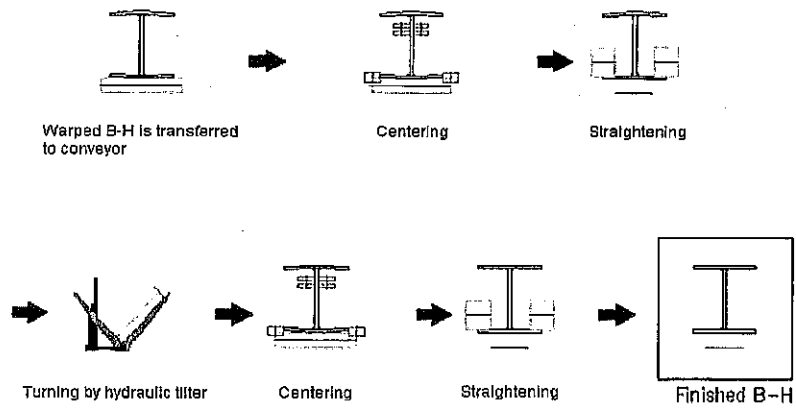 Warped B-H is transferred
to conveyor
Centering
Straightening
Turning by hydraulic tilter
Centering
Straightening
Finished B-H